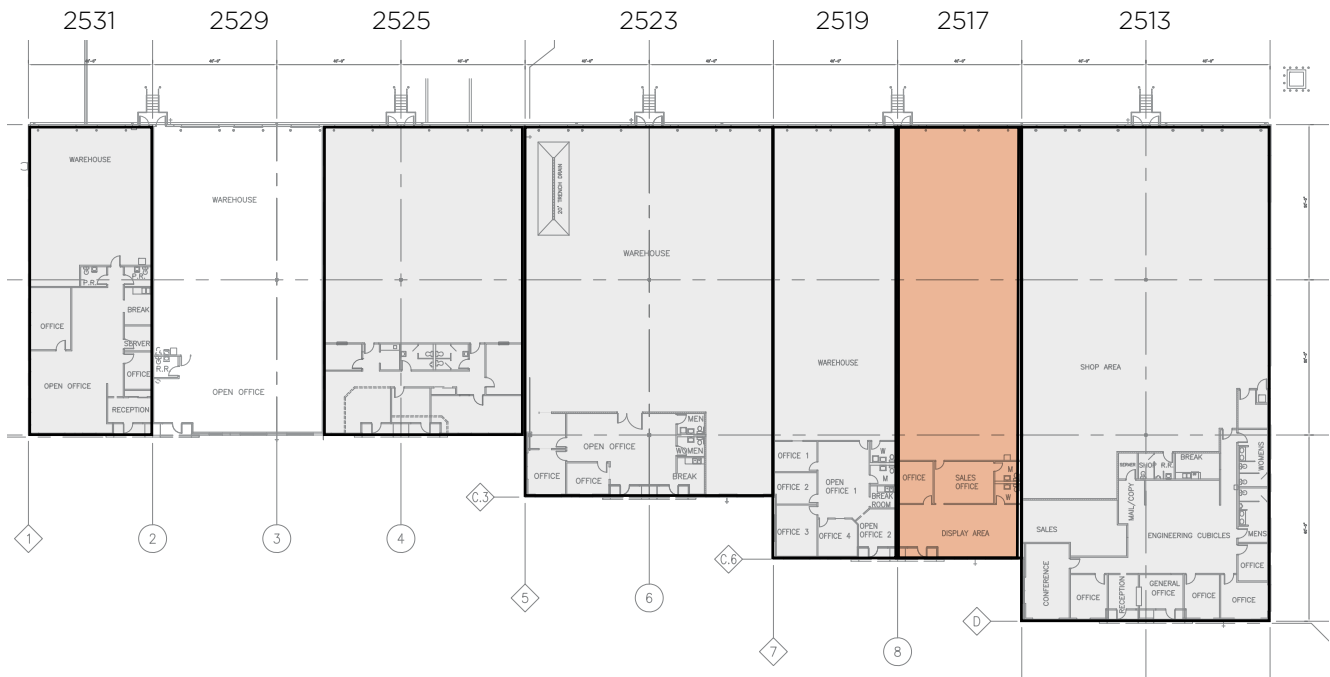 2531 2529 2525 2523 2519 2517 2513
WAREHOUSE
P.R. P.R.
BREAK
OFFICE
SERVER
OFFICE
OPEN OFFICE
RECEPTION
WAREHOUSE
R.R.
OPEN OFFICE
20' TRENCH DRAIN
WAREHOUSE
MEN
OPEN OFFICE
WOMEN
OFFICE
OFFICE
BREAK
WAREHOUSE
OFFICE 1
W
M
OFFICE 2
OPEN
OFFICE 1
BREAK
ROOM
OFFICE 3
OFFICE 4
OPEN
OFFICE 2
OFFICE
SALES
OFFICE
M
W
DISPLAY AREA
SHOP AREA
SERVER
SHOP R.R.
BREAK
WOMENS
MAIL/COPY
SALES
ENGINEERING CUBICLES
MENS
CONFERENCE
OFFICE
OFFICE
RECEPTION
GENERAL
OFFICE
OFFICE
OFFICE
1
2
3
4
C.3
5
6
C.6
7
8
D